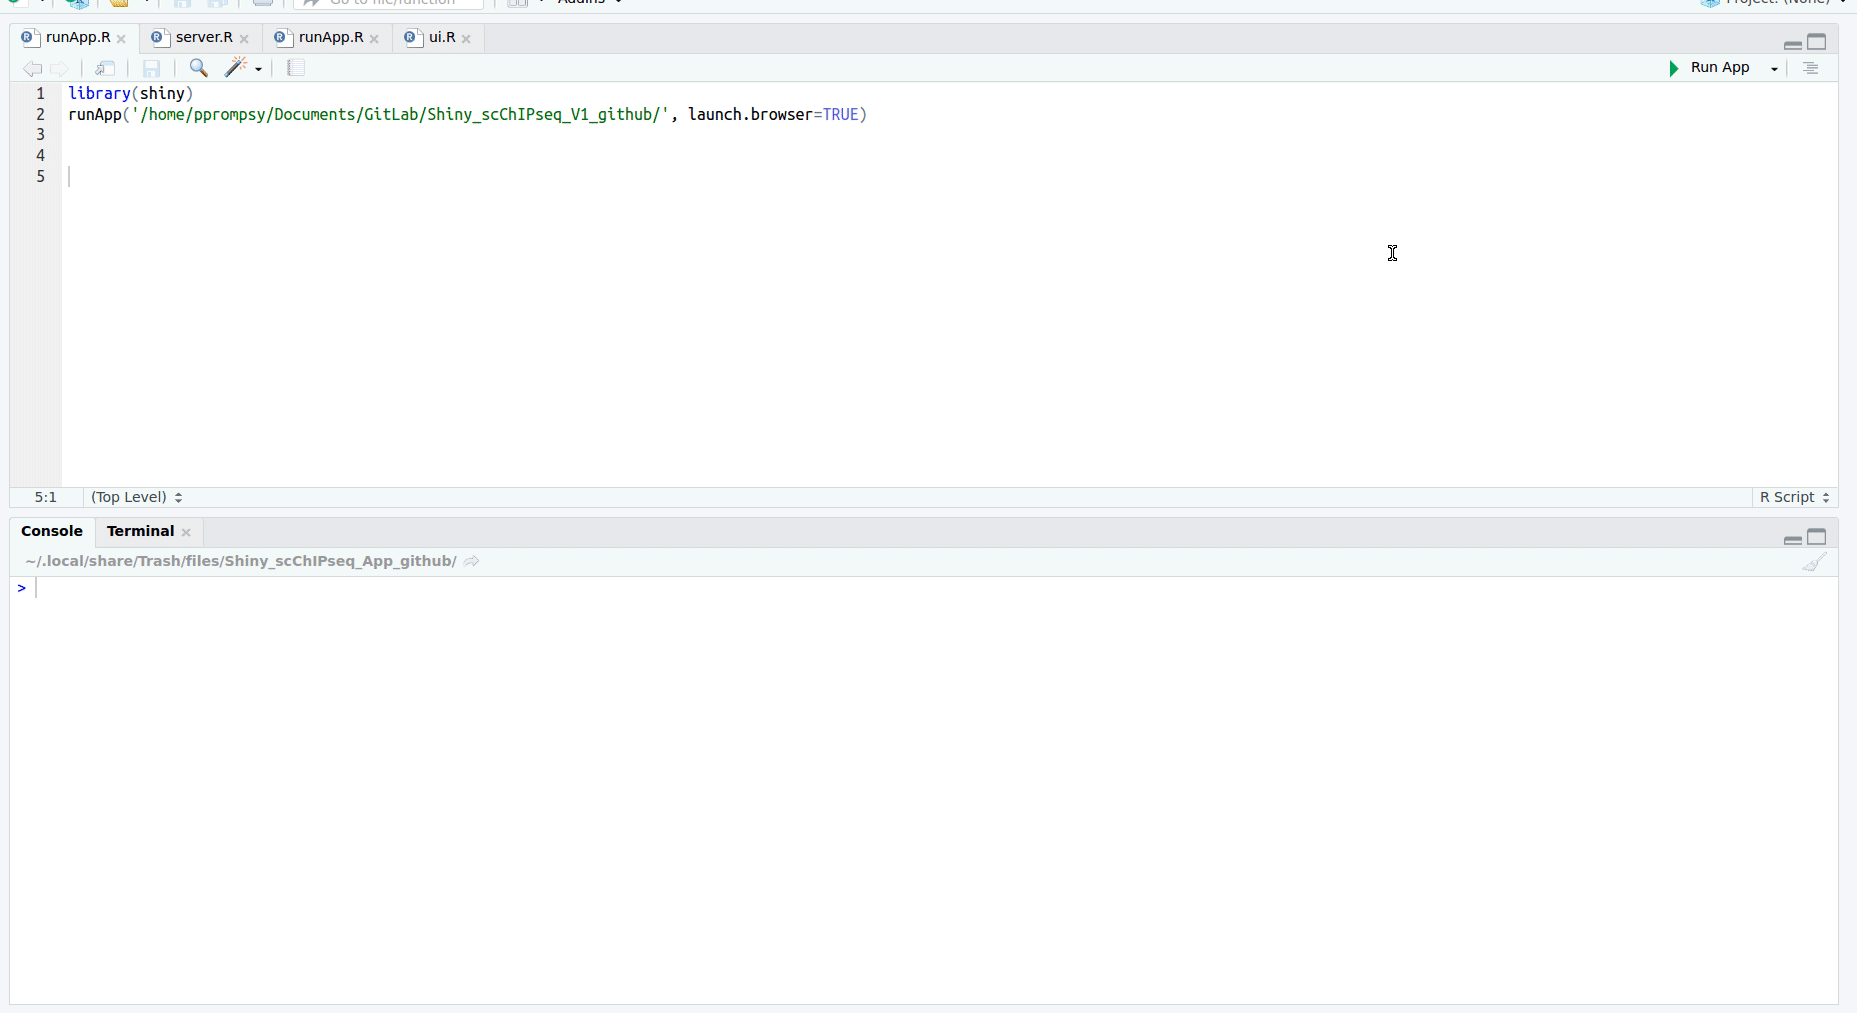 Go to file/function
Addins
Project: (None)
runApp.R
server.R
runApp.R
ui.R
Run App
1 library(shiny)
2 runApp('/home/pprompsy/Documents/GitLab/Shiny_scChIPseq_V1_github/', launch.browser=TRUE)
3
4
5
5:1
(Top Level)
R Script
Console
Terminal
~/.local/share/Trash/files/Shiny_scChIPseq_App_github/
>